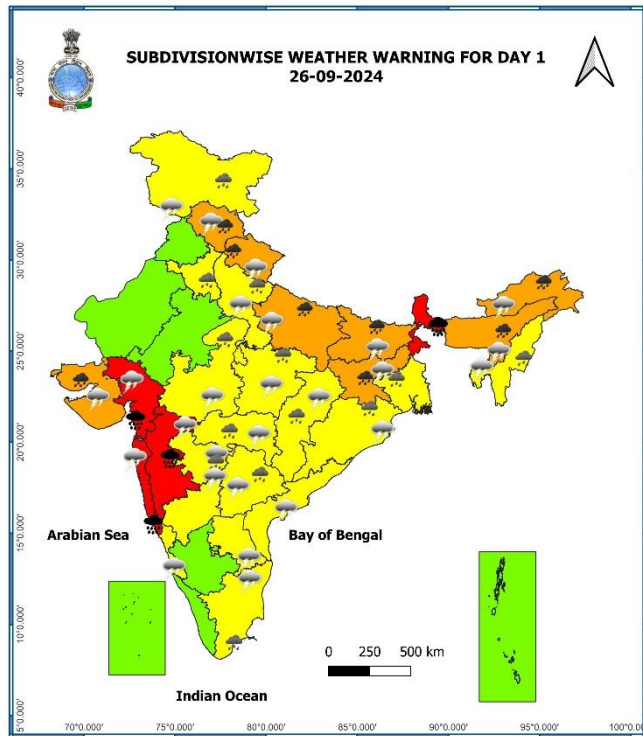 SUBDIVISIONWISE WEATHER WARNING FOR DAY 1
26-09-2024
40°0.000'
35°0.000'
30°0.000'
25°0.000'
20°0.000'
15°0.000'
10°0.000'
5°0.000'
Arabian Sea
Bay of Bengal
0 250 500 km
Indian Ocean
70°0.000' 75°0.000' 80°0.000' 85°0.000' 90°0.000' 95°0.000' 100°0.000'